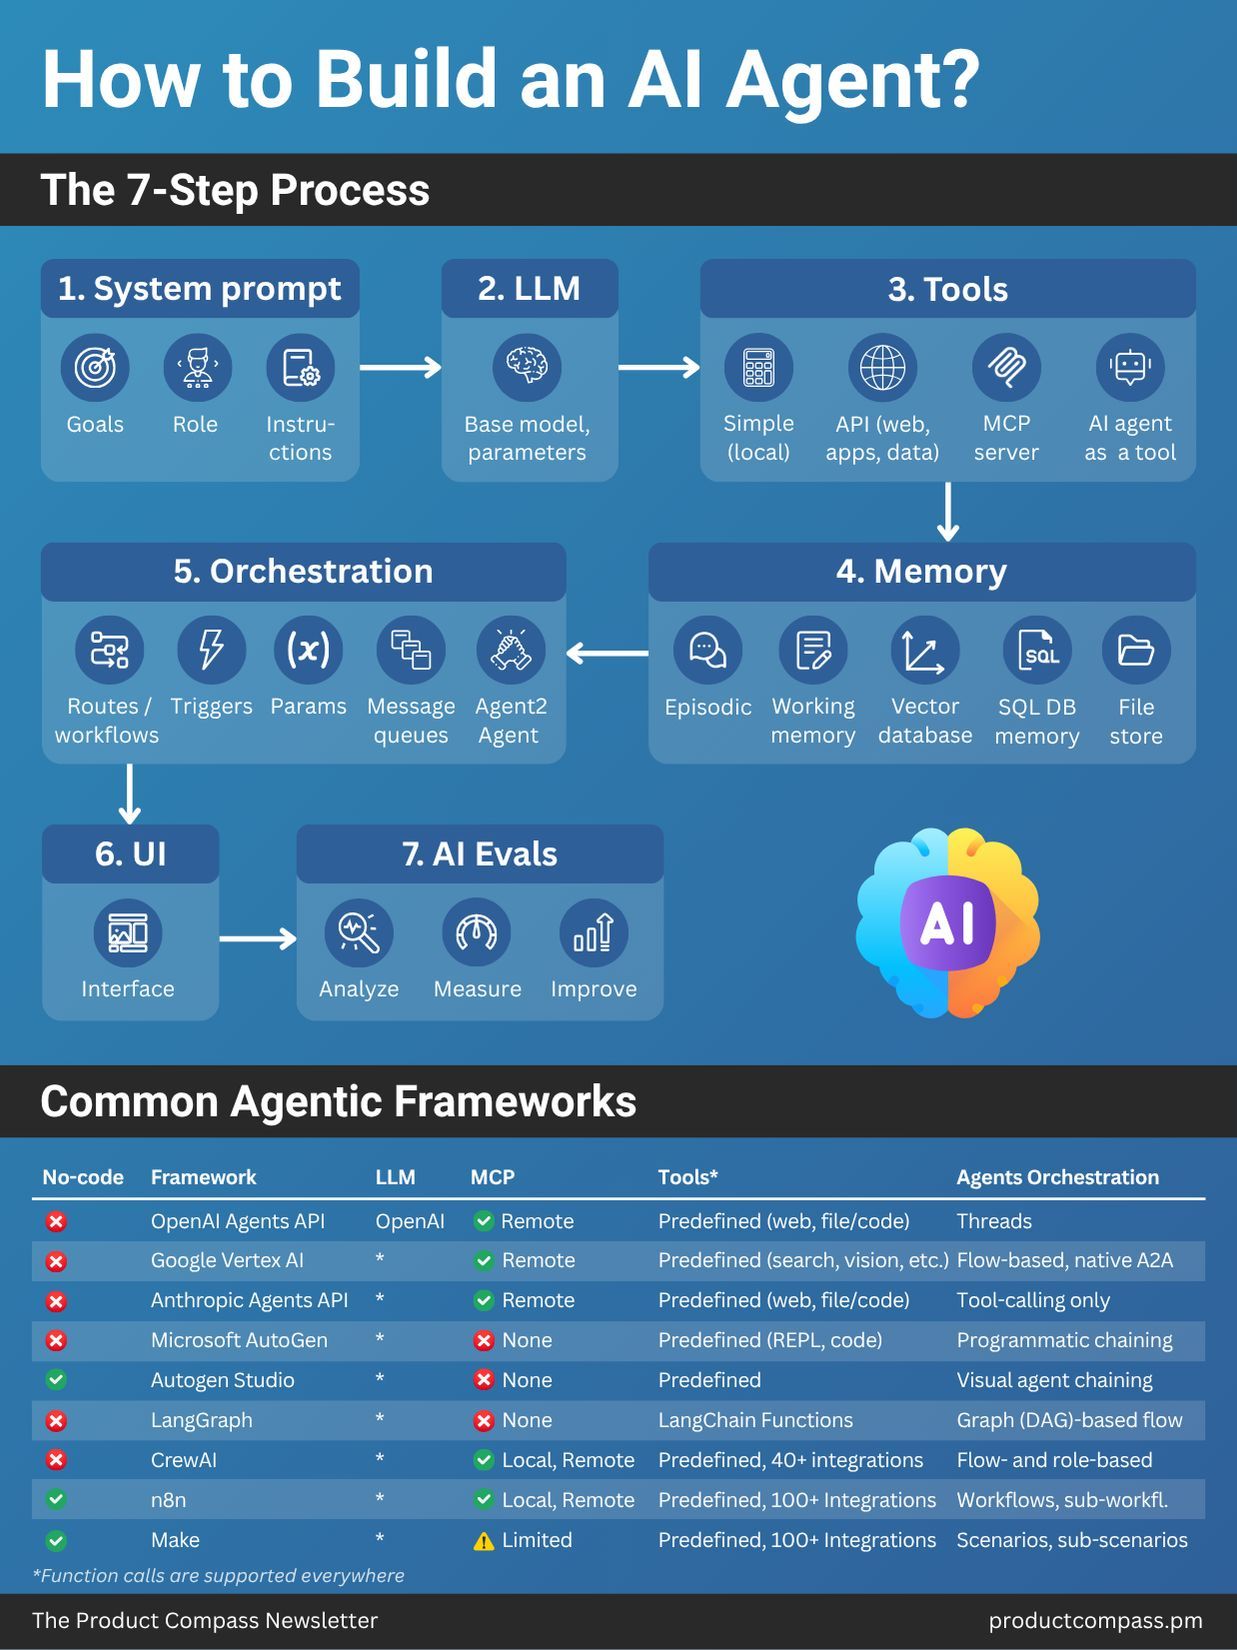 How to Build an AI Agent?
The 7-Step Process
1. System prompt
Goals
Role
Instru-
ctions
2. LLM
Base model,
parameters
3. Tools
Simple
(local)
API (web,
apps, data)
MCP
server
AI agent
as a tool
5. Orchestration
Routes /
workflows
Triggers
(x)
Params
Message
queues
Agent2
Agent
4. Memory
Episodic
Working
memory
Vector
database
SQL
SQL DB
memory
File
store
6. UI
Interface
7. AI Evals
Analyze
Measure
Improve
AI
Common Agentic Frameworks
No-code Framework LLM MCP Tools* Agents Orchestration
OpenAI Agents API OpenAI Remote Predefined (web, file/code) Threads
Google Vertex AI * Remote Predefined (search, vision, etc.) Flow-based, native A2A
Anthropic Agents API * Remote Predefined (web, file/code) Tool-calling only
Microsoft AutoGen * None Predefined (REPL, code) Programmatic chaining
Autogen Studio * None Predefined Visual agent chaining
LangGraph * None LangChain Functions Graph (DAG)-based flow
CrewAI * Local, Remote Predefined, 40+ integrations Flow- and role-based
n8n * Local, Remote Predefined, 100+ Integrations Workflows, sub-workfl.
Make * Limited Predefined, 100+ Integrations Scenarios, sub-scenarios
*Function calls are supported everywhere
The Product Compass Newsletter productcompass.pm